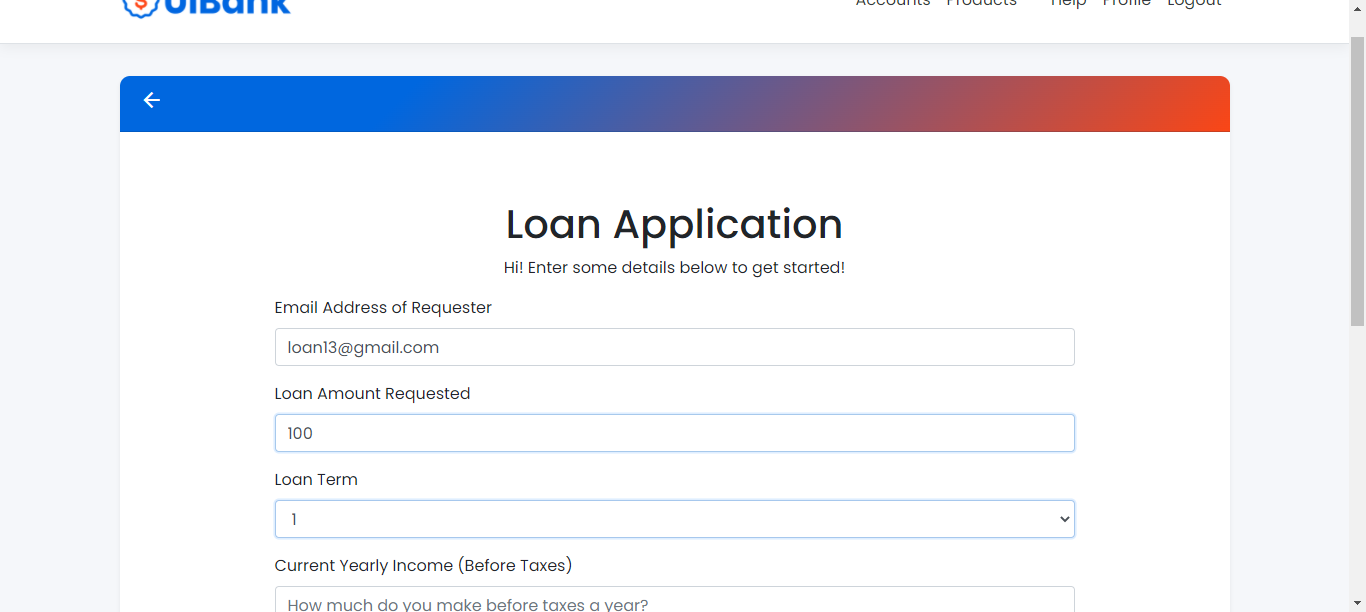 UiBank
Accounts Products Help Profile Logout
Loan Application
Hi! Enter some details below to get started!
Email Address of Requester
loan13@gmail.com
Loan Amount Requested
100
Loan Term
1
Current Yearly Income (Before Taxes)
How much do you make before taxes a year?